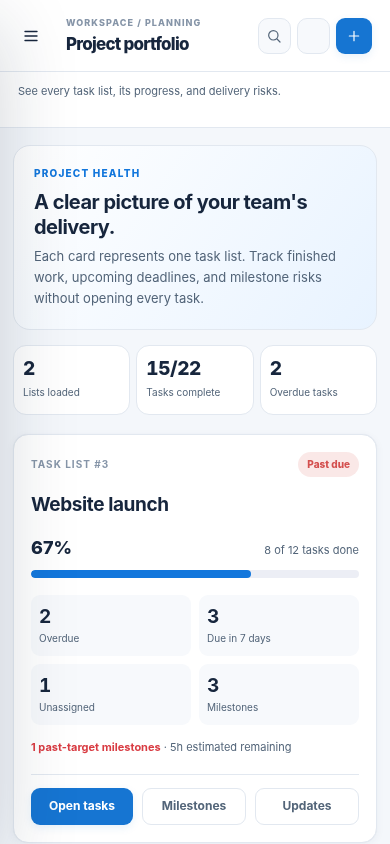 WORKSPACE / PLANNING
Project portfolio
See every task list, its progress, and delivery risks.
PROJECT HEALTH
A clear picture of your team's
delivery.
Each card represents one task list. Track finished
work, upcoming deadlines, and milestone risks
without opening every task.
2
Lists loaded
15/22
Tasks complete
2
Overdue tasks
TASK LIST #3
Past due
Website launch
67%
8 of 12 tasks done
2
Overdue
3
Due in 7 days
1
Unassigned
3
Milestones
1 past-target milestones · 5h estimated remaining
Open tasks
Milestones
Updates